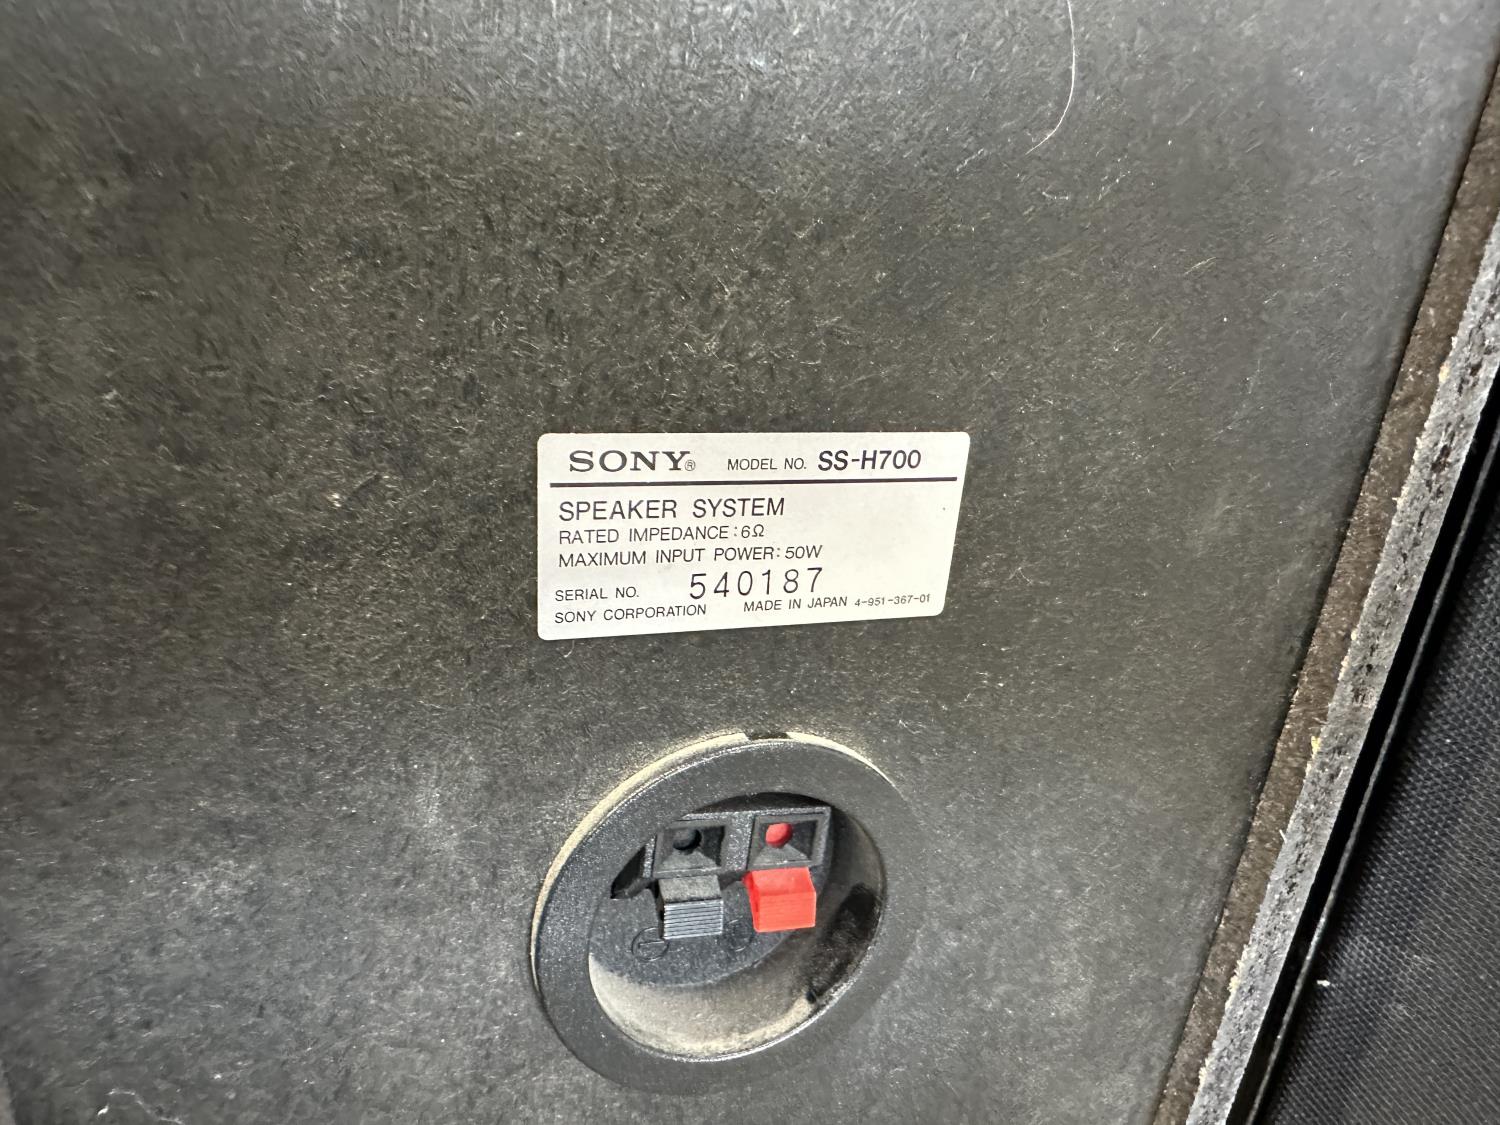 SONY® MODEL NO. SS-H700
SPEAKER SYSTEM
RATED IMPEDANCE:6Ω
MAXIMUM INPUT POWER:50W
SERIAL NO. 540187
SONY CORPORATION MADE IN JAPAN 4-951-367-01